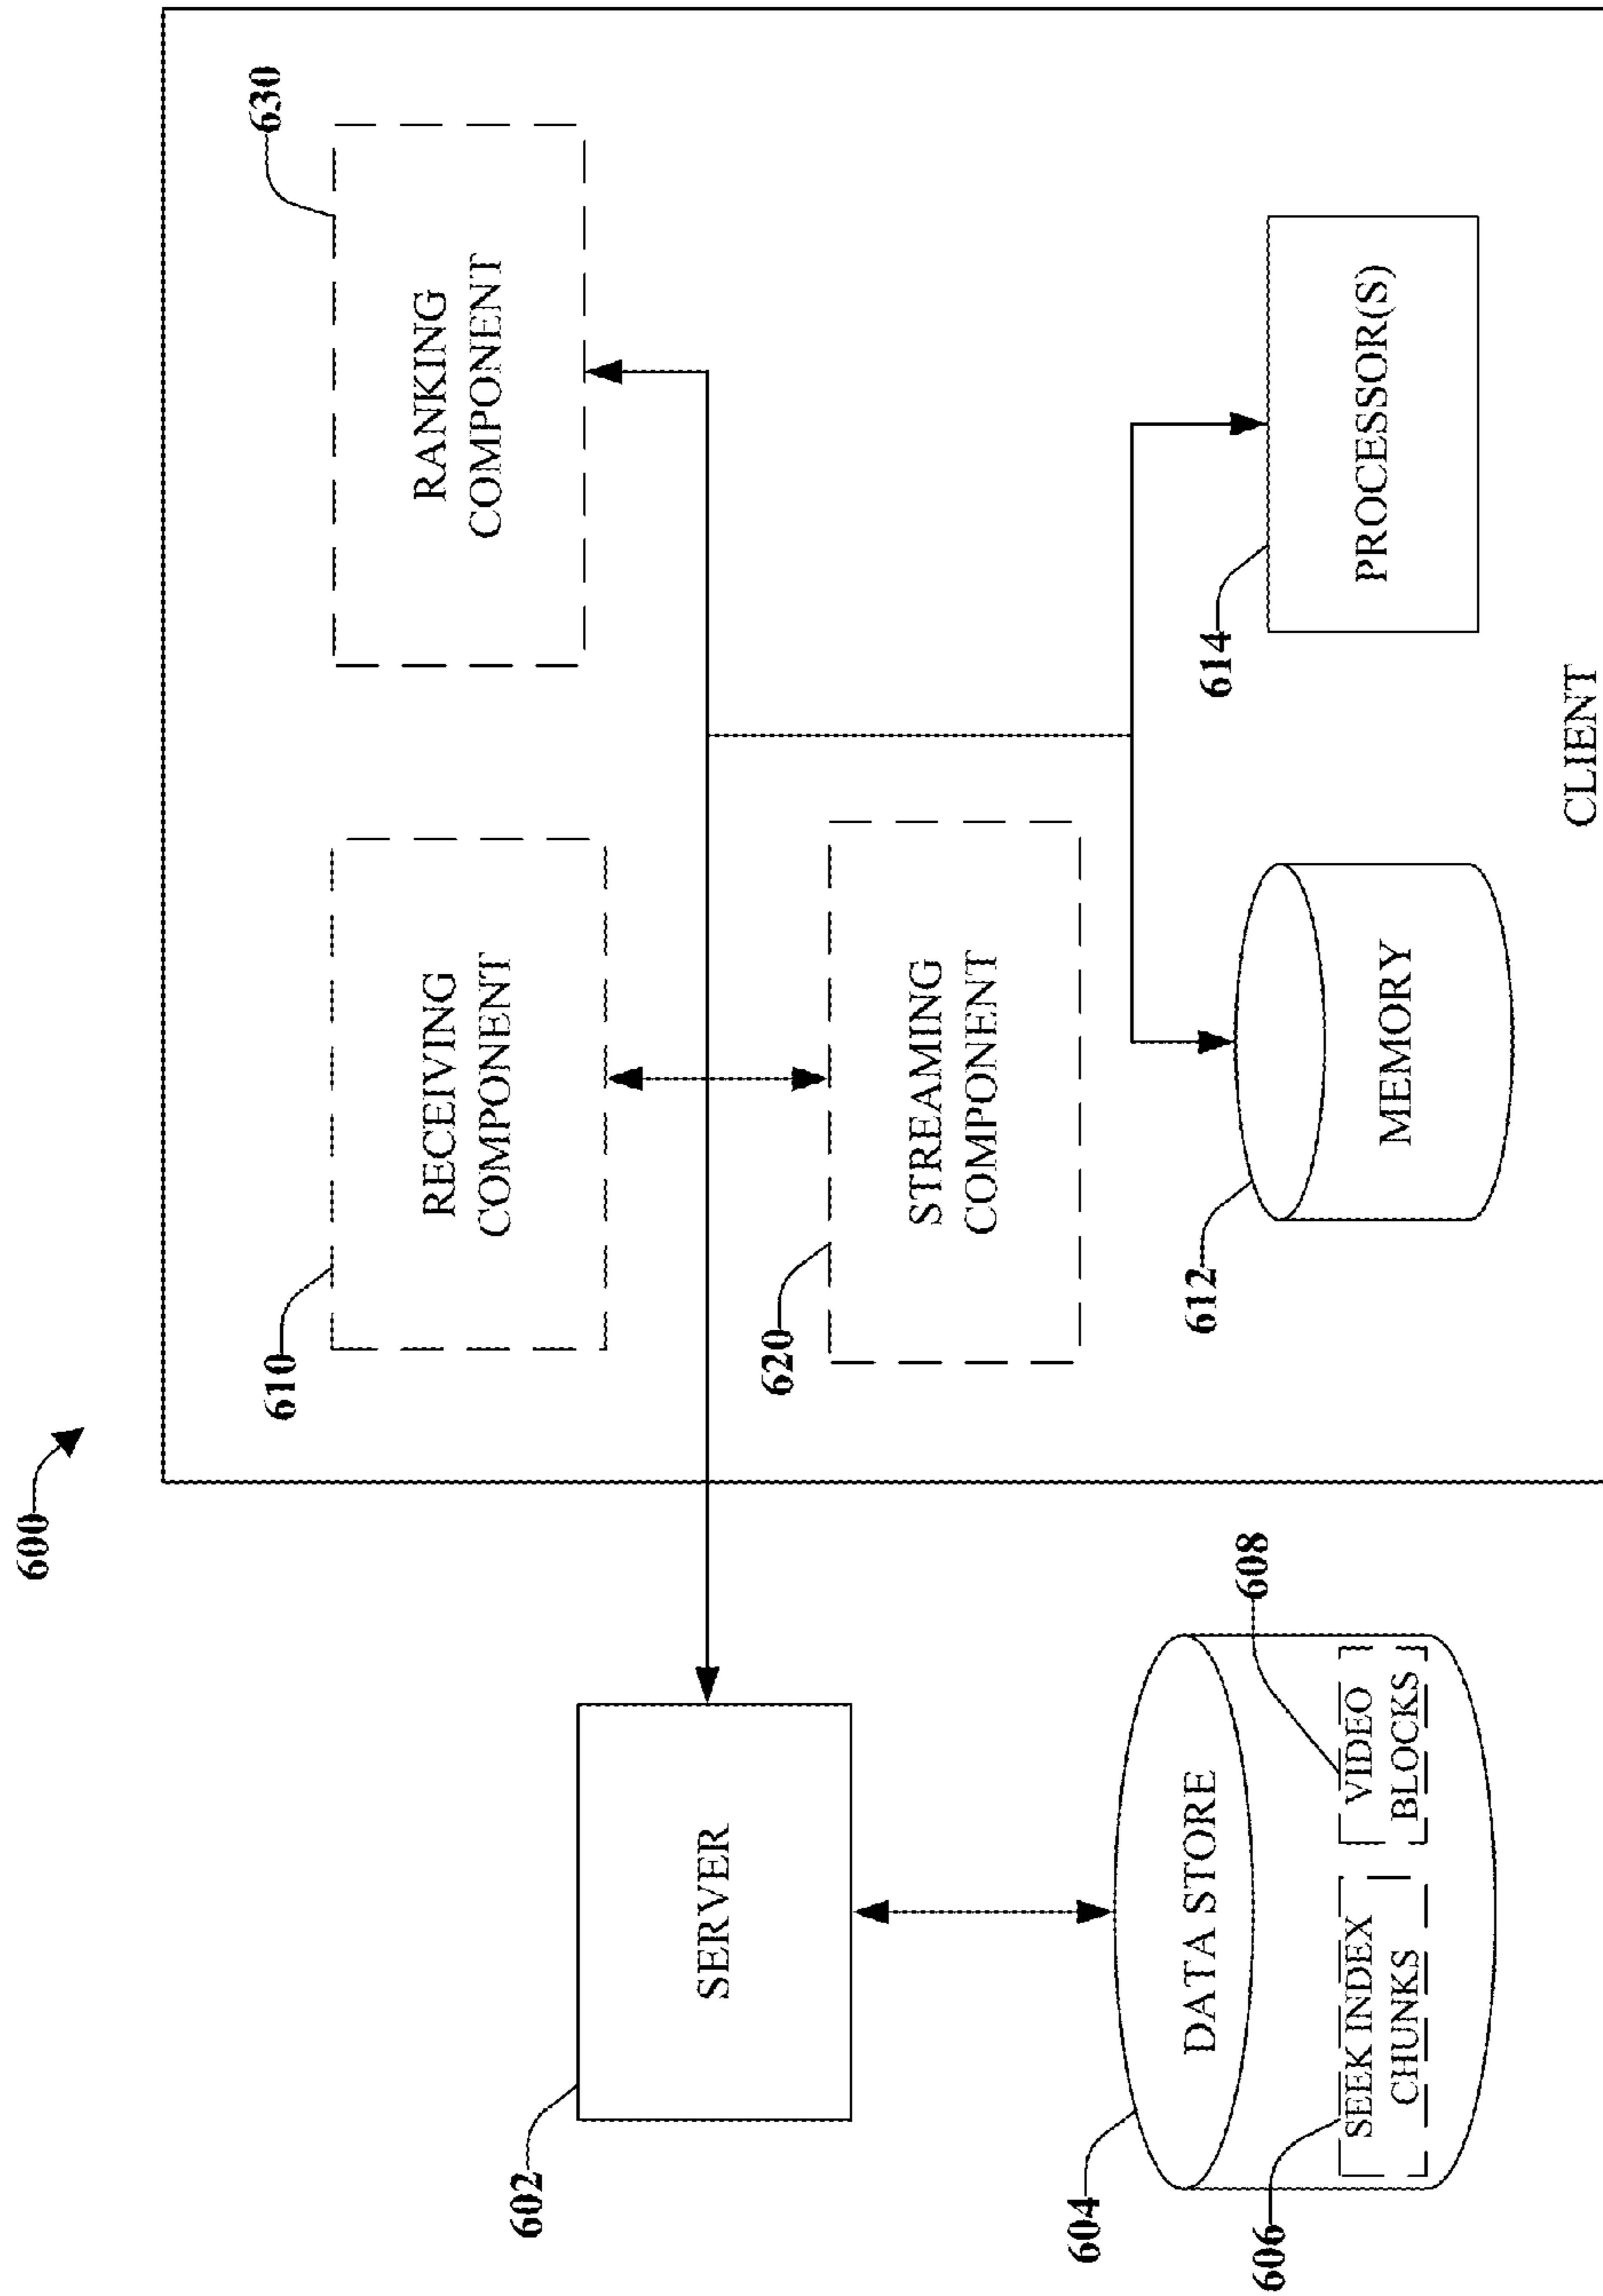 600
610
RECEIVING
COMPONENT
630
RANKING
COMPONENT
602
SERVER
620
STREAMING
COMPONENT
604
DATA STORE
606
SEEK INDEX
CHUNKS
608
VIDEO
BLOCKS
612
MEMORY
614
PROCESSOR(S)
CLIENT